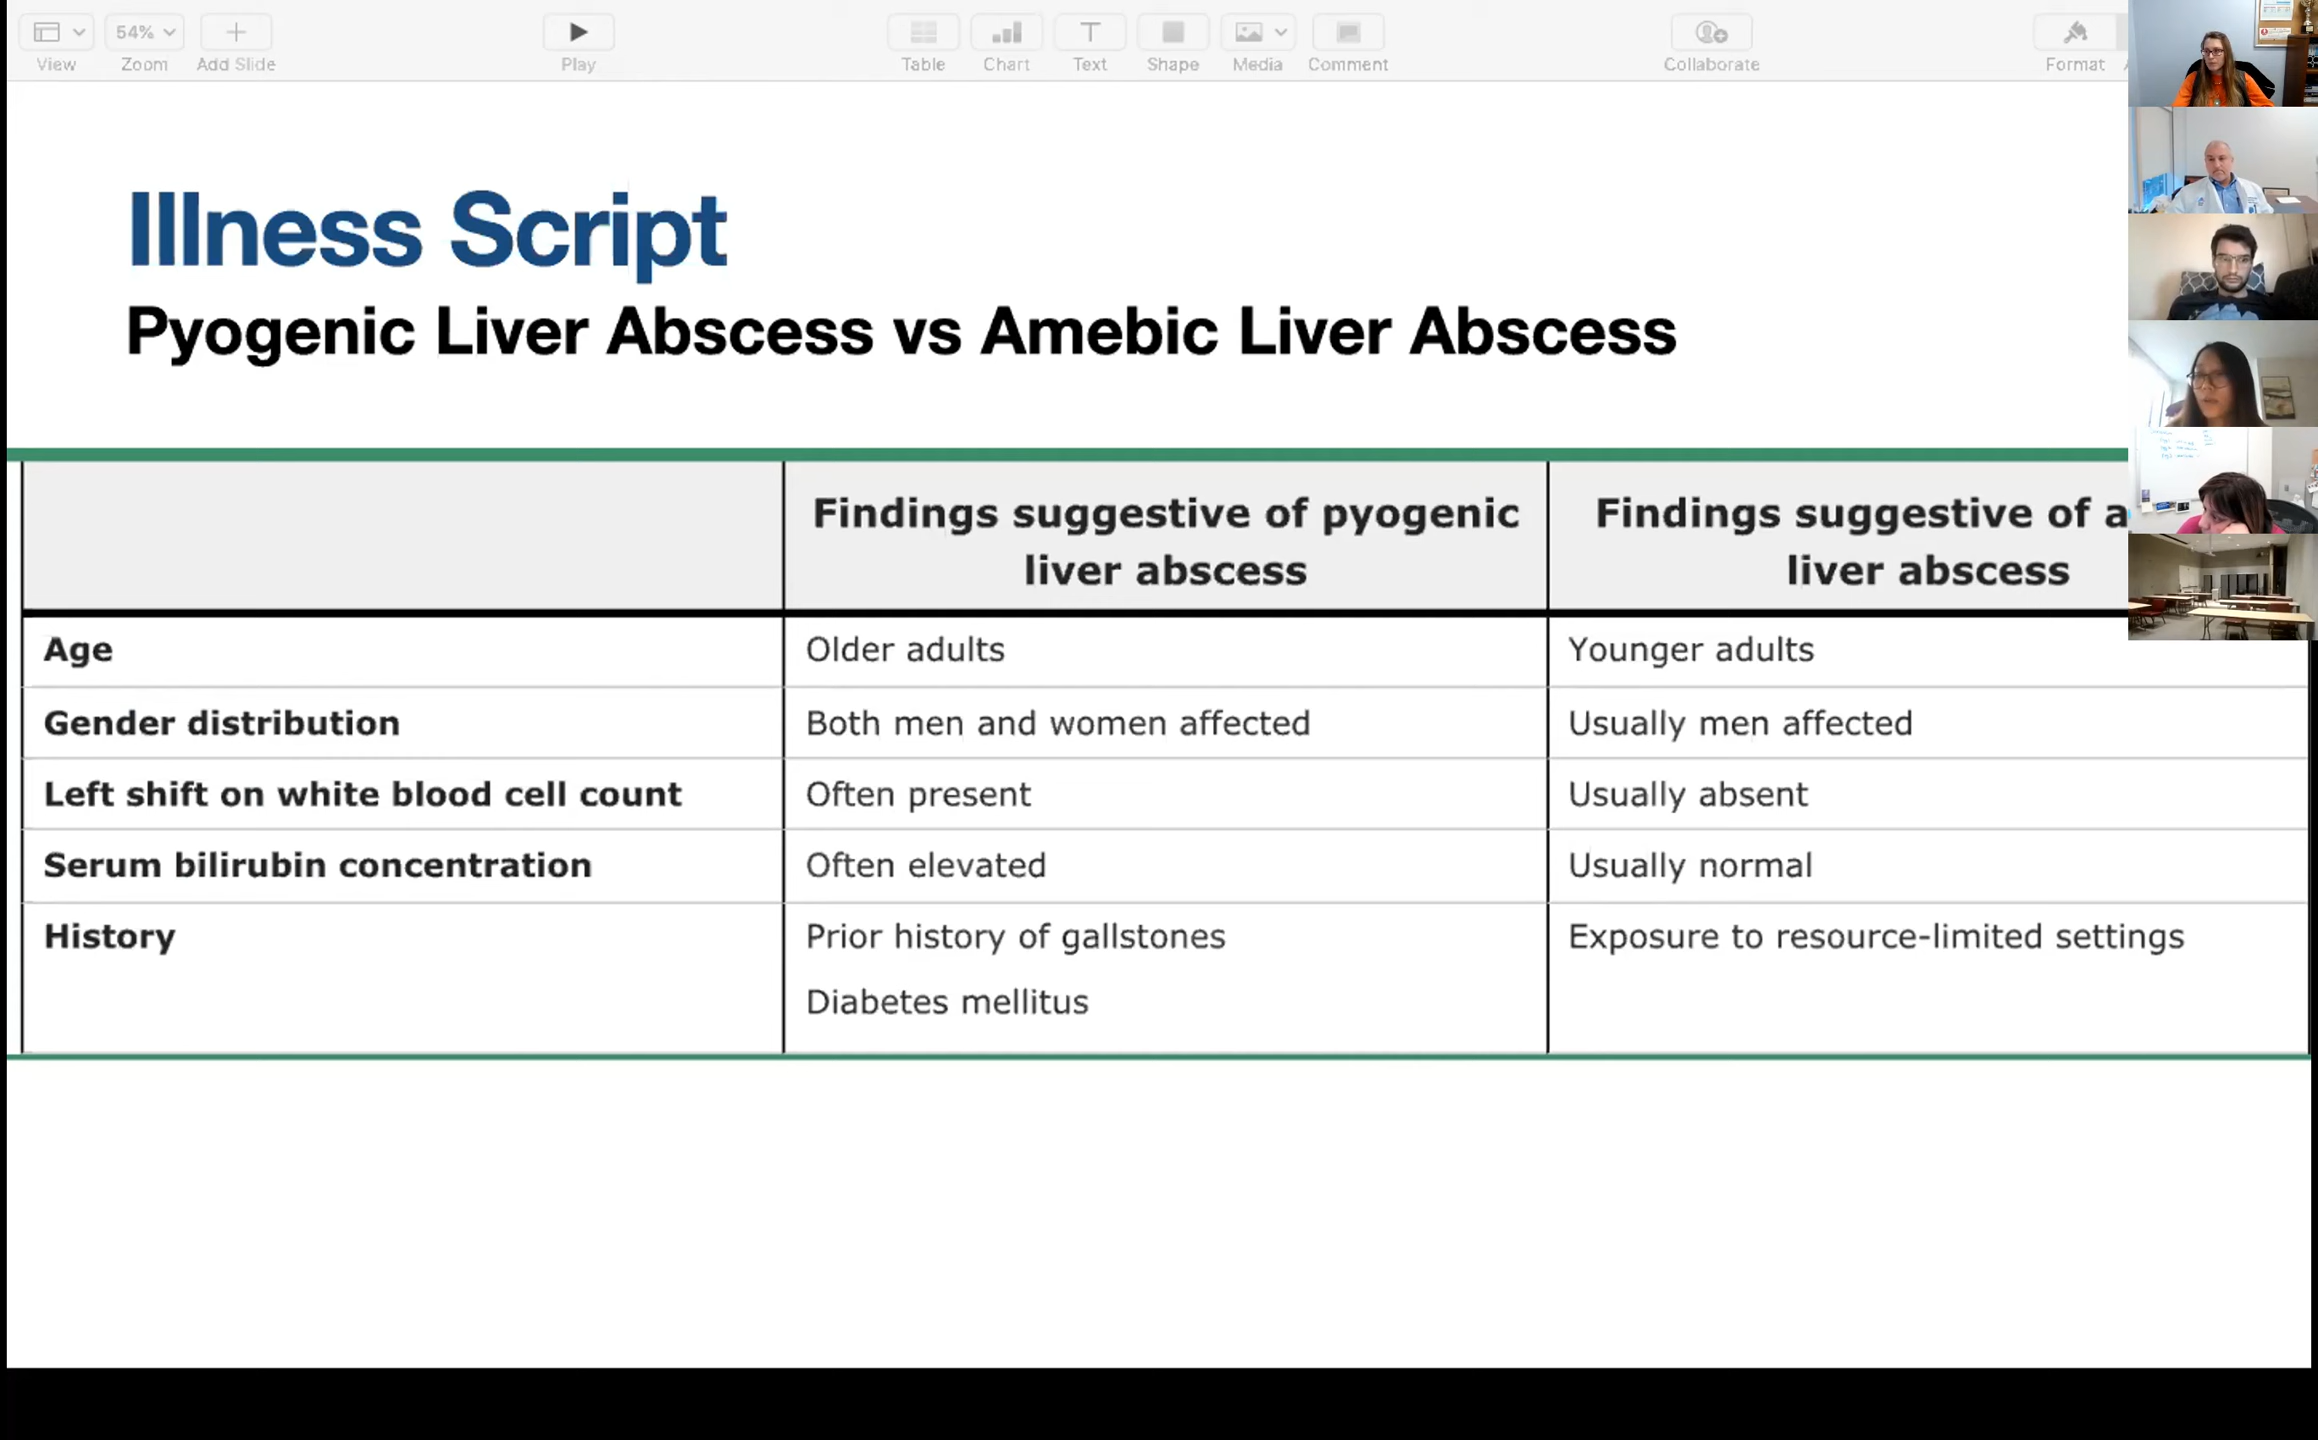 54%
View Zoom Add Slide Play Table Chart Text Shape Media Comment Collaborate Format
Illness Script
Pyogenic Liver Abscess vs Amebic Liver Abscess
Findings suggestive of pyogenic
liver abscess
Findings suggestive of a
liver abscess
Age Older adults Younger adults
Gender distribution Both men and women affected Usually men affected
Left shift on white blood cell count Often present Usually absent
Serum bilirubin concentration Often elevated Usually normal
History Prior history of gallstones Exposure to resource-limited settings
Diabetes mellitus